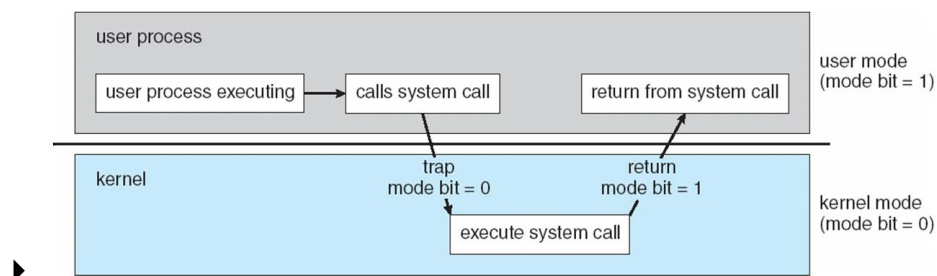 user process
user process executing
calls system call
return from system call
user mode
(mode bit = 1)
kernel
trap
mode bit = 0
return
mode bit = 1
execute system call
kernel mode
(mode bit = 0)